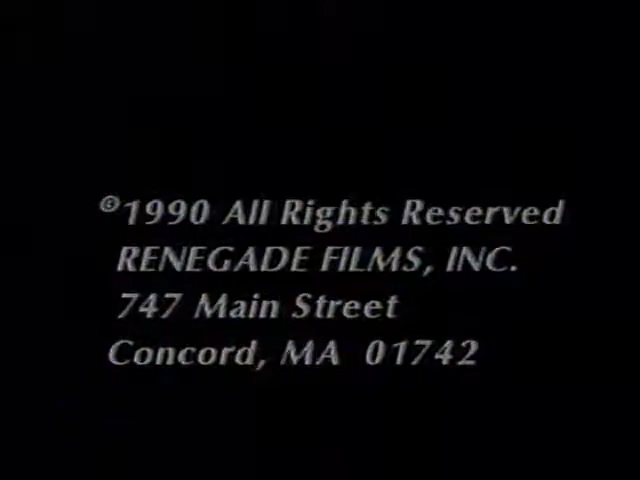 ©1990 All Rights Reserved
RENEGADE FILMS, INC.
747 Main Street
Concord, MA 01742